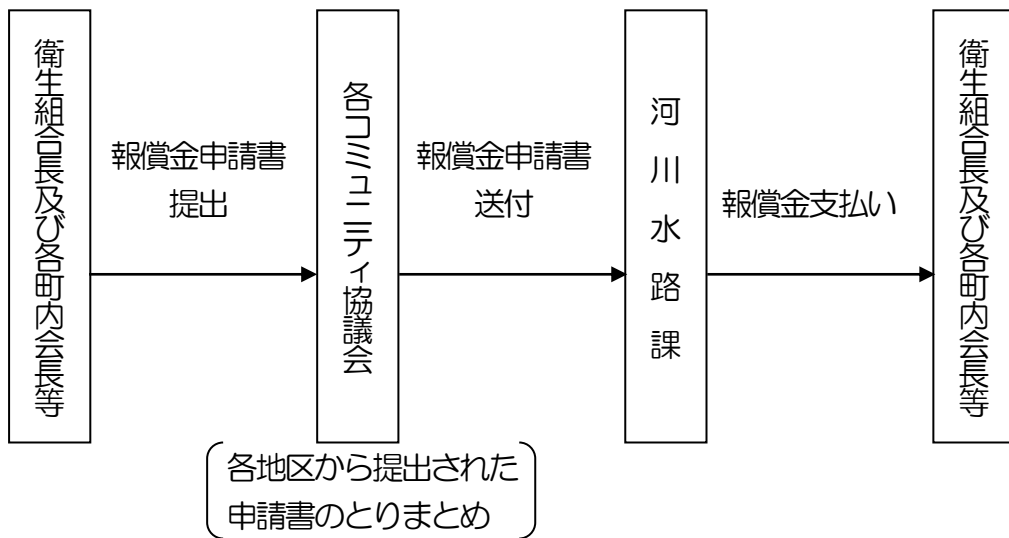 衛生組合長及び各町内会長等
報償金申請書
提出
各コミュニティ協議会
報償金申請書
送付
河川水路課
報償金支払い
衛生組合長及び各町内会長等
各地区から提出された
申請書のとりまとめ